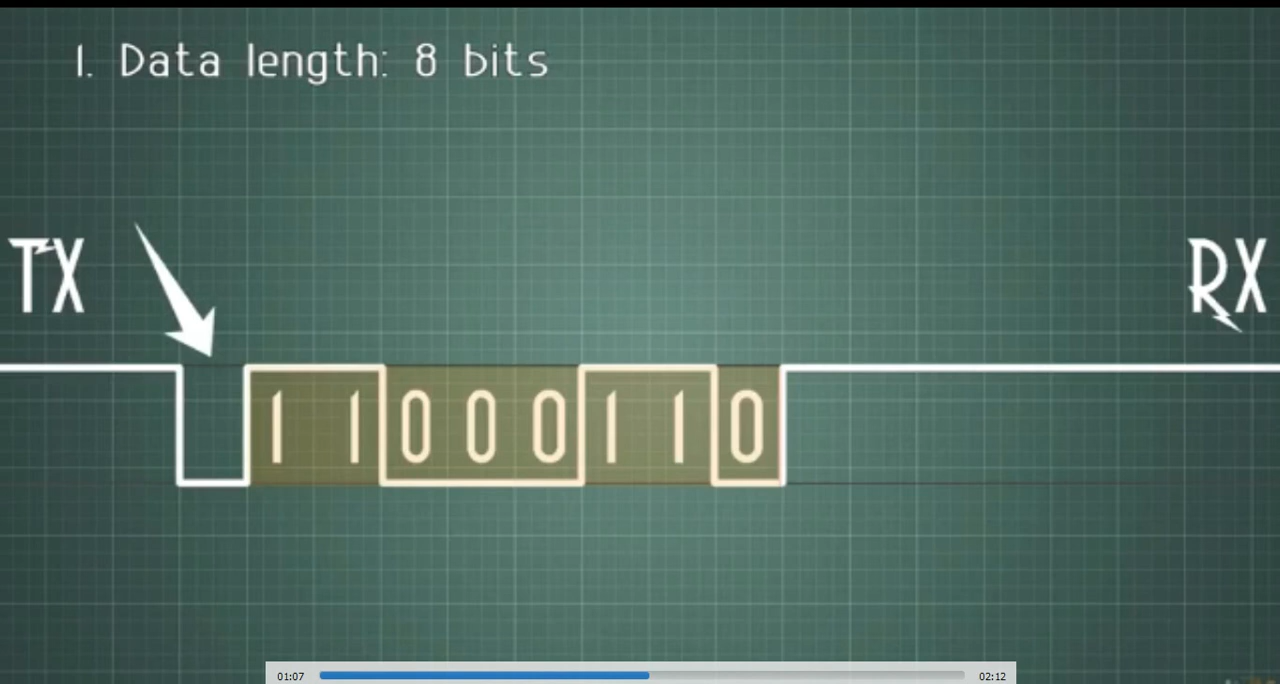 1. Data length: 8 bits
TX
RX
1 1 0 0 0 1 1 0
01:07
02:12